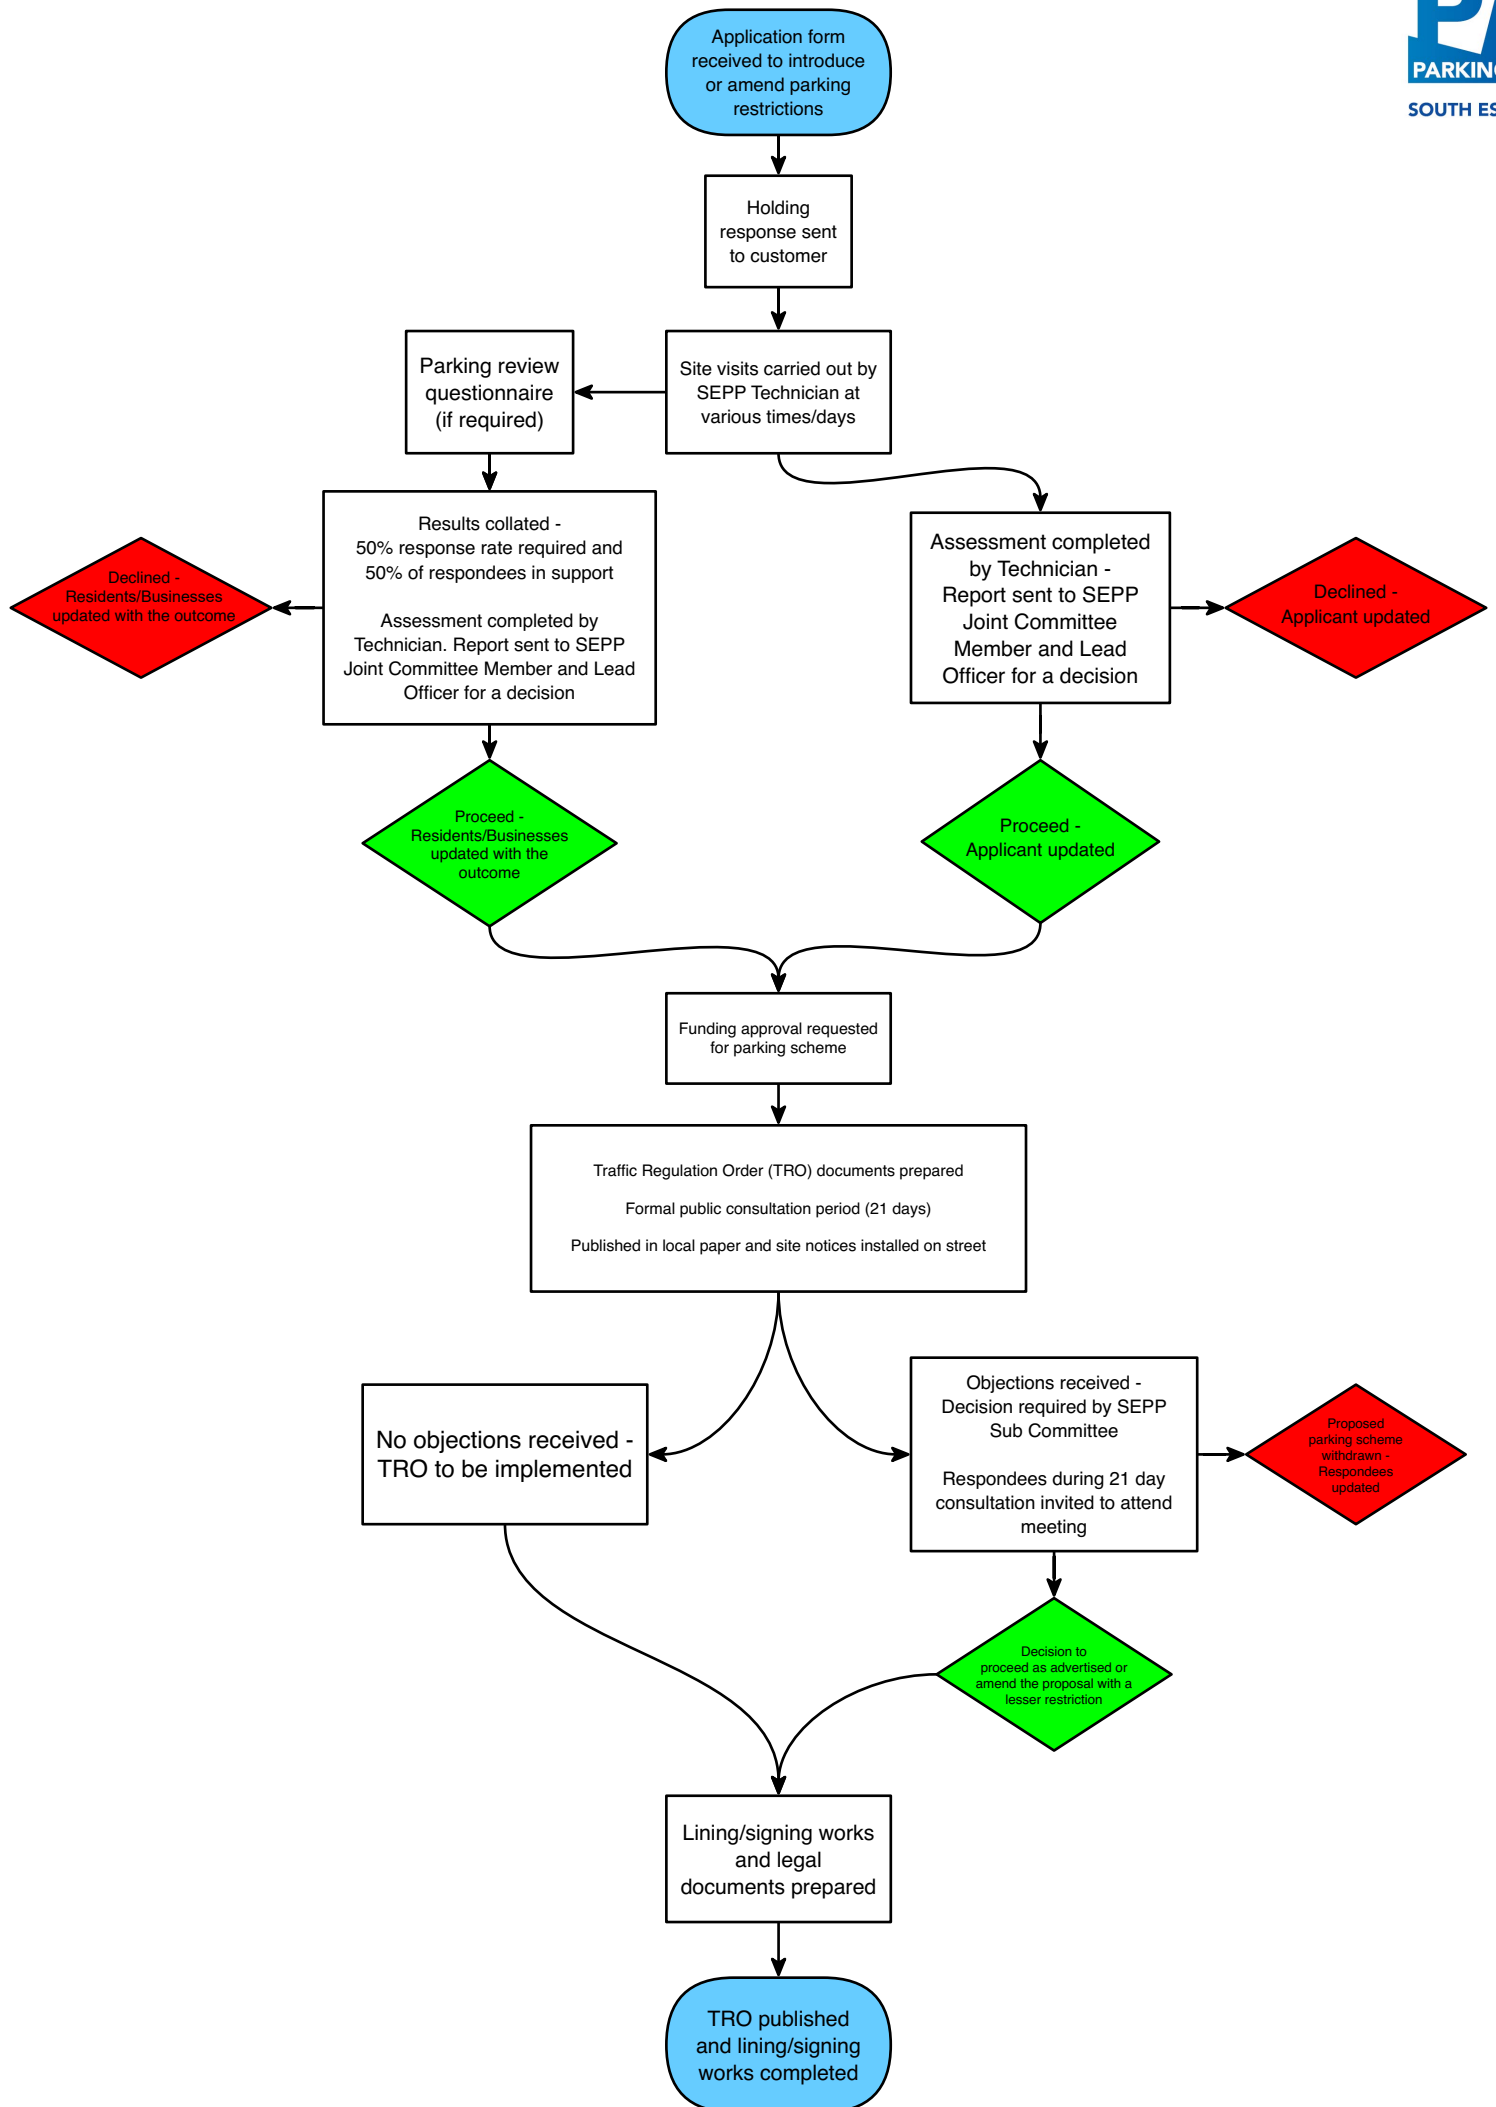 PARKING
SOUTH ES
Application form
received to introduce
or amend parking
restrictions
Holding
response sent
to customer
Parking review
questionnaire
(if required)
Site visits carried out by
SEPP Technician at
various times/days
Results collated -
50% response rate required and
50% of respondees in support
Assessment completed by
Technician. Report sent to SEPP
Joint Committee Member and Lead
Officer for a decision
Declined -
Residents/Businesses
updated with the outcome
Assessment completed
by Technician -
Report sent to SEPP
Joint Committee
Member and Lead
Officer for a decision
Declined -
Applicant updated
Proceed -
Residents/Businesses
updated with the
outcome
Proceed -
Applicant updated
Funding approval requested
for parking scheme
Traffic Regulation Order (TRO) documents prepared
Formal public consultation period (21 days)
Published in local paper and site notices installed on street
No objections received -
TRO to be implemented
Objections received -
Decision required by SEPP
Sub Committee
Respondees during 21 day
consultation invited to attend
meeting
Proposed
parking scheme
withdrawn -
Respondees
updated
Decision to
proceed as advertised or
amend the proposal with a
lesser restriction
Lining/signing works
and legal
documents prepared
TRO published
and lining/signing
works completed